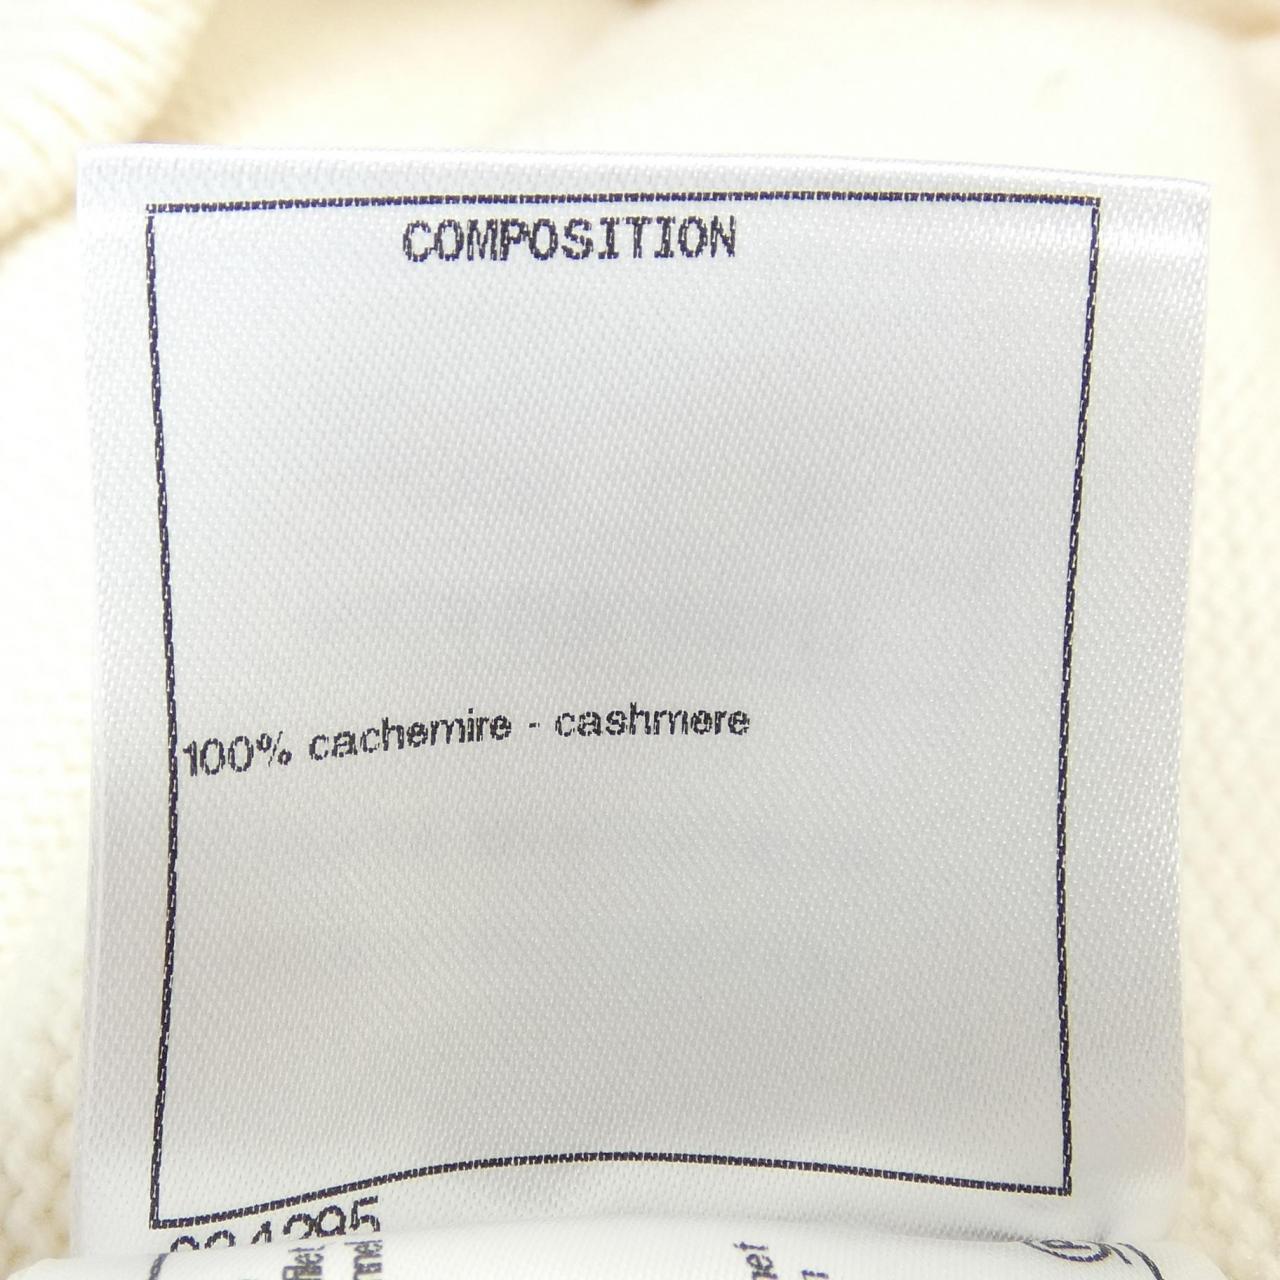 COMPOSITION
100% cachemire - cashmere